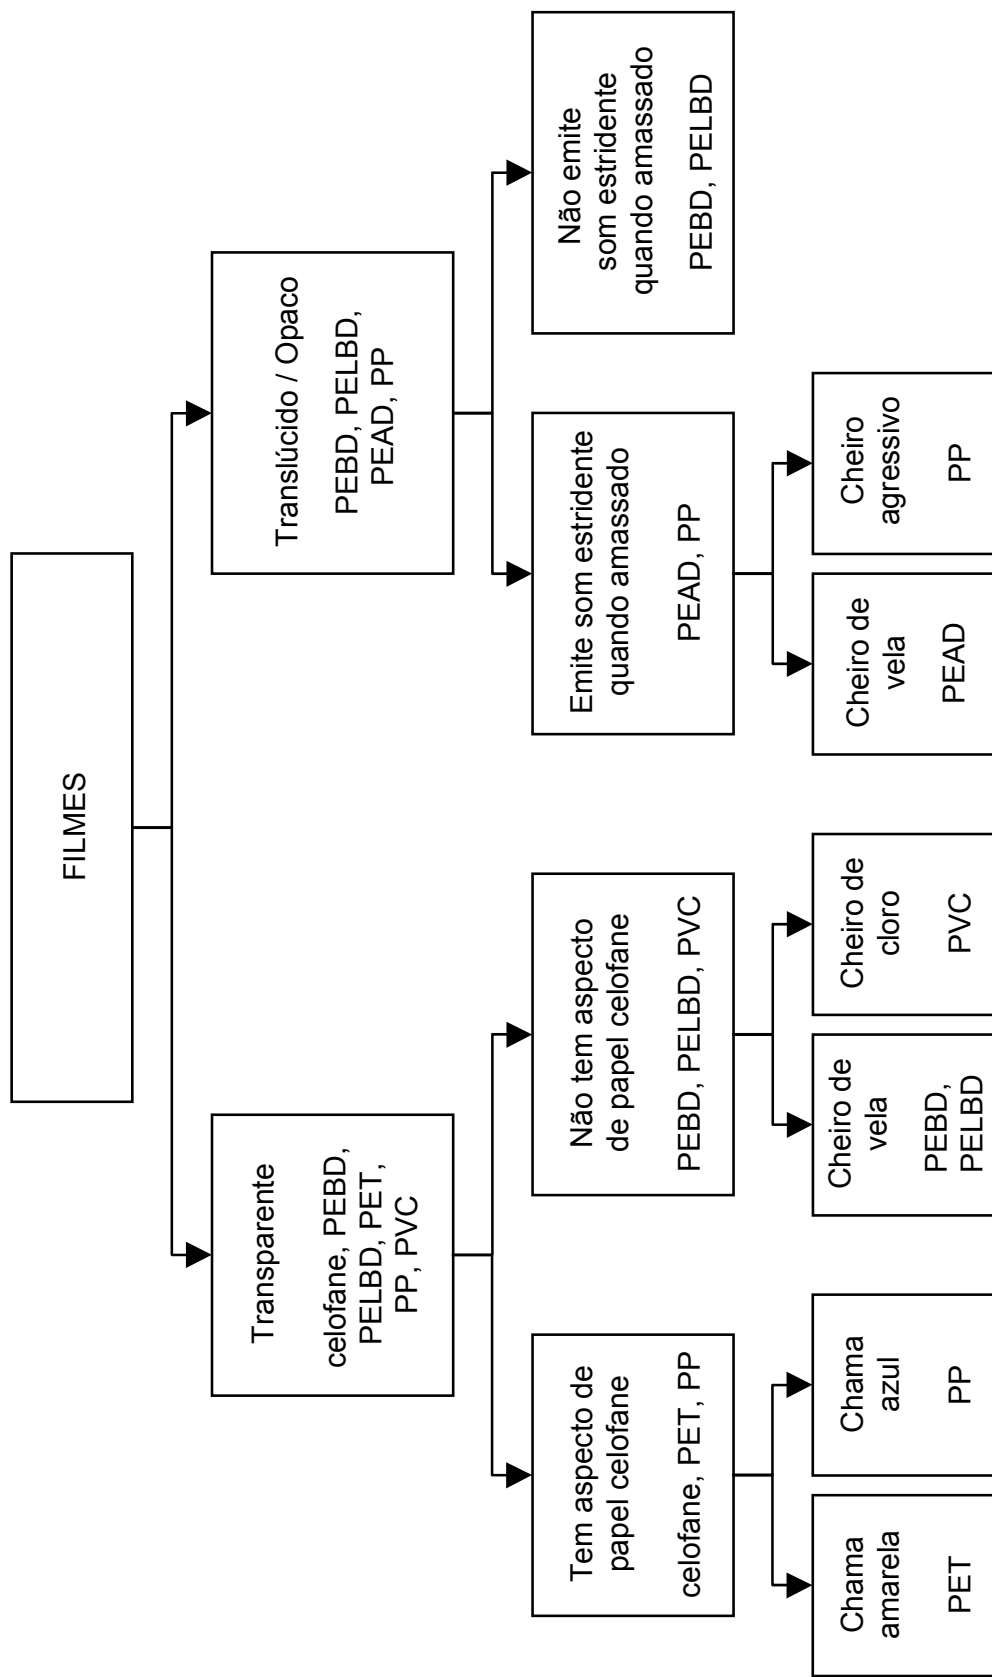 FILMES
Transparente
celofane, PEBD,
PELBD, PET,
PP, PVC
Translúcido / Opaco
PEBD, PELBD,
PEAD, PP
Tem aspecto de
papel celofane
celofane, PET, PP
Não tem aspecto
de papel celofane
PEBD, PELBD, PVC
Emite som estridente
quando amassado
PEAD, PP
Não emite
som estridente
quando amassado
PEBD, PELBD
Chama
amarela
PET
Chama
azul
PP
Cheiro de
vela
PEBD,
PELBD
Cheiro de
cloro
PVC
Cheiro de
vela
PEAD
Cheiro
agressivo
PP